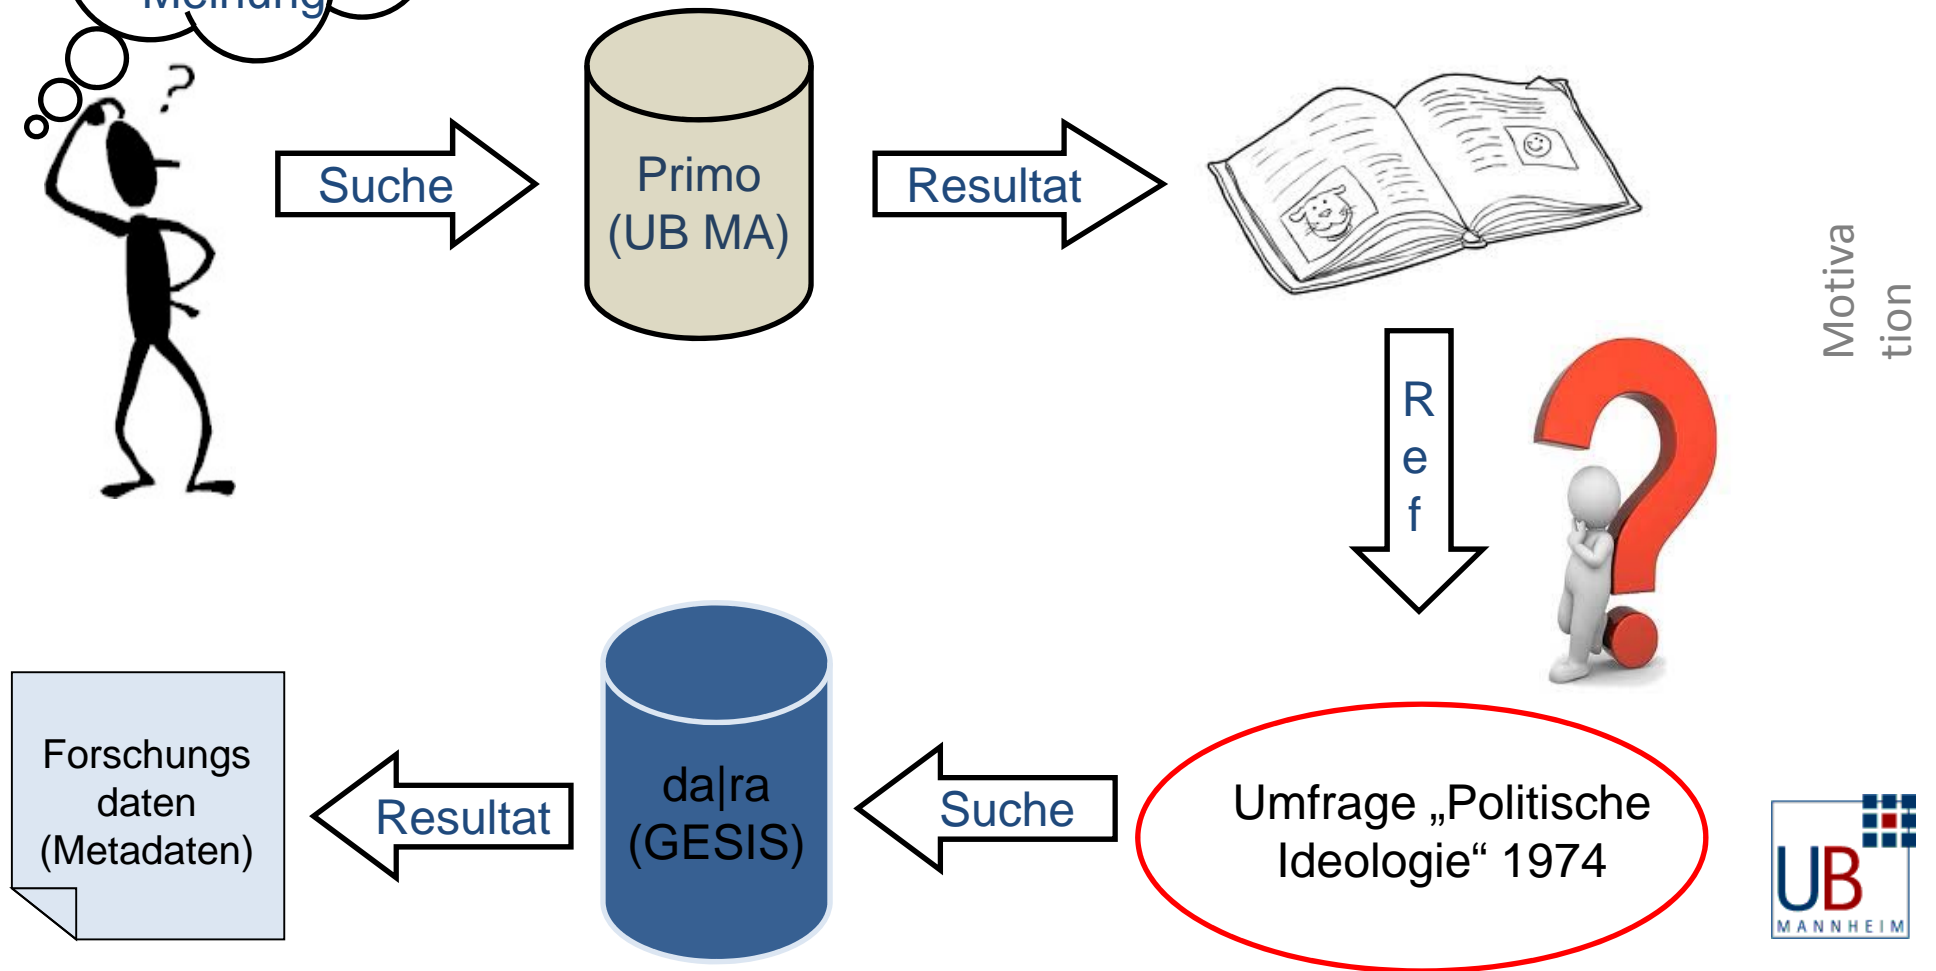 Meinung
?
Suche
Primo
(UB MA)
Resultat
Motiva
tion
R
e
f
Umfrage „Politische
Ideologie“ 1974
Suche
da|ra
(GESIS)
Resultat
Forschungs
daten
(Metadaten)
UB
MANNHEIM